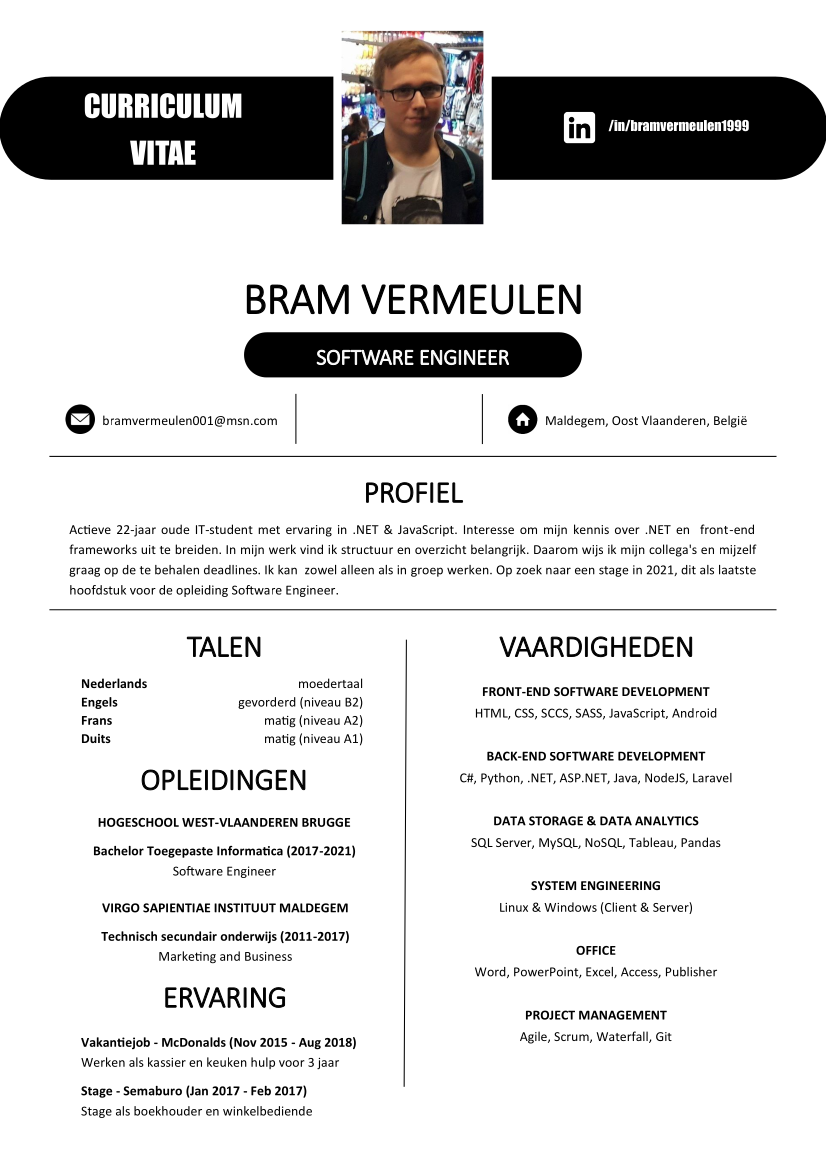 CURRICULUM
VITAE
in
/in/bramvermeulen1999
BRAM VERMEULEN
SOFTWARE ENGINEER
bramvermeulen001@msn.com
Maldegem, Oost Vlaanderen, België
PROFIEL
Actieve 22-jaar oude IT-student met ervaring in .NET & JavaScript. Interesse om mijn kennis over .NET en front-end
frameworks uit te breiden. In mijn werk vind ik structuur en overzicht belangrijk. Daarom wijs ik mijn collega's en mijzelf
graag op de te behalen deadlines. Ik kan zowel alleen als in groep werken. Op zoek naar een stage in 2021, dit als laatste
hoofdstuk voor de opleiding Software Engineer.
TALEN
Nederlands moedertaal
Engels gevorderd (niveau B2)
Frans matig (niveau A2)
Duits matig (niveau A1)
OPLEIDINGEN
HOGESCHOOL WEST-VLAANDEREN BRUGGE
Bachelor Toegepaste Informatica (2017-2021)
Software Engineer
VIRGO SAPIENTIAE INSTITUUT MALDEGEM
Technisch secundair onderwijs (2011-2017)
Marketing and Business
ERVARING
Vakantiejob - McDonalds (Nov 2015 - Aug 2018)
Werken als kassier en keuken hulp voor 3 jaar
Stage - Semaburo (Jan 2017 - Feb 2017)
Stage als boekhouder en winkelbediende
VAARDIGHEDEN
FRONT-END SOFTWARE DEVELOPMENT
HTML, CSS, SCCS, SASS, JavaScript, Android
BACK-END SOFTWARE DEVELOPMENT
C#, Python, .NET, ASP.NET, Java, NodeJS, Laravel
DATA STORAGE & DATA ANALYTICS
SQL Server, MySQL, NoSQL, Tableau, Pandas
SYSTEM ENGINEERING
Linux & Windows (Client & Server)
OFFICE
Word, PowerPoint, Excel, Access, Publisher
PROJECT MANAGEMENT
Agile, Scrum, Waterfall, Git